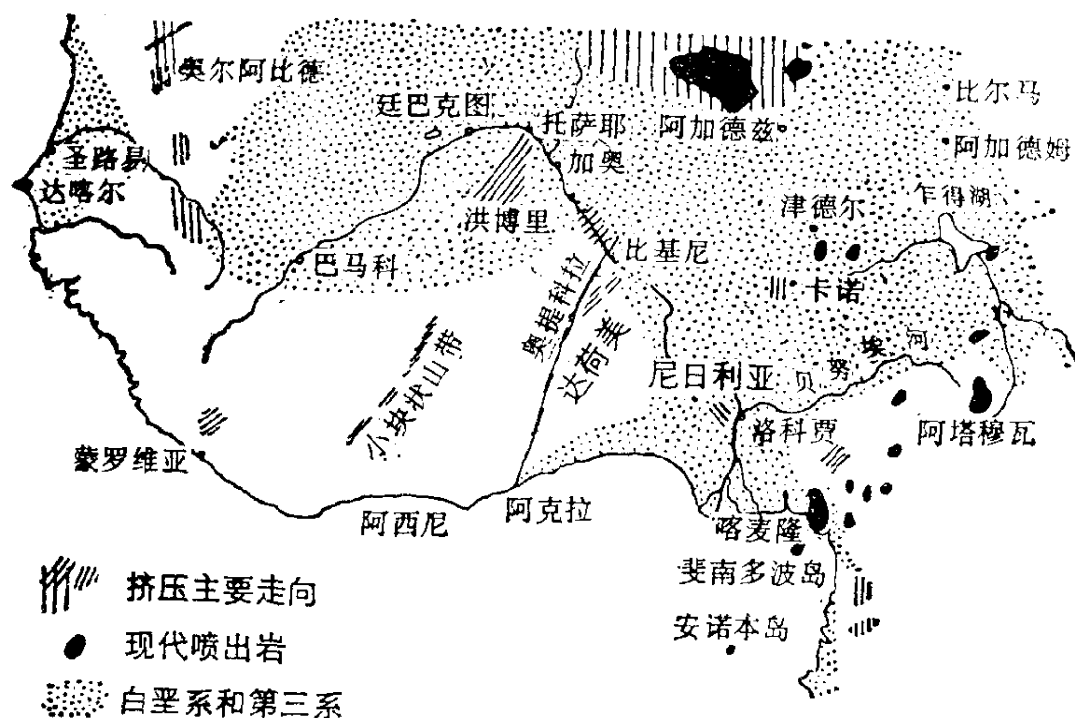 奥尔阿比德
比尔马
廷巴克图
托萨耶
阿加德兹
圣路易
加奥
阿加德姆
达喀尔
乍得湖
洪博里
津德尔
比基尼
巴马科
卡诺
奥提科拉
达荷美
小块状山带
尼日利亚
贝努埃河
洛科贾
阿塔穆瓦
蒙罗维亚
阿西尼
阿克拉
喀麦隆
斐南多波岛
安诺本岛
挤压主要走向
现代喷出岩
白垩系和第三系